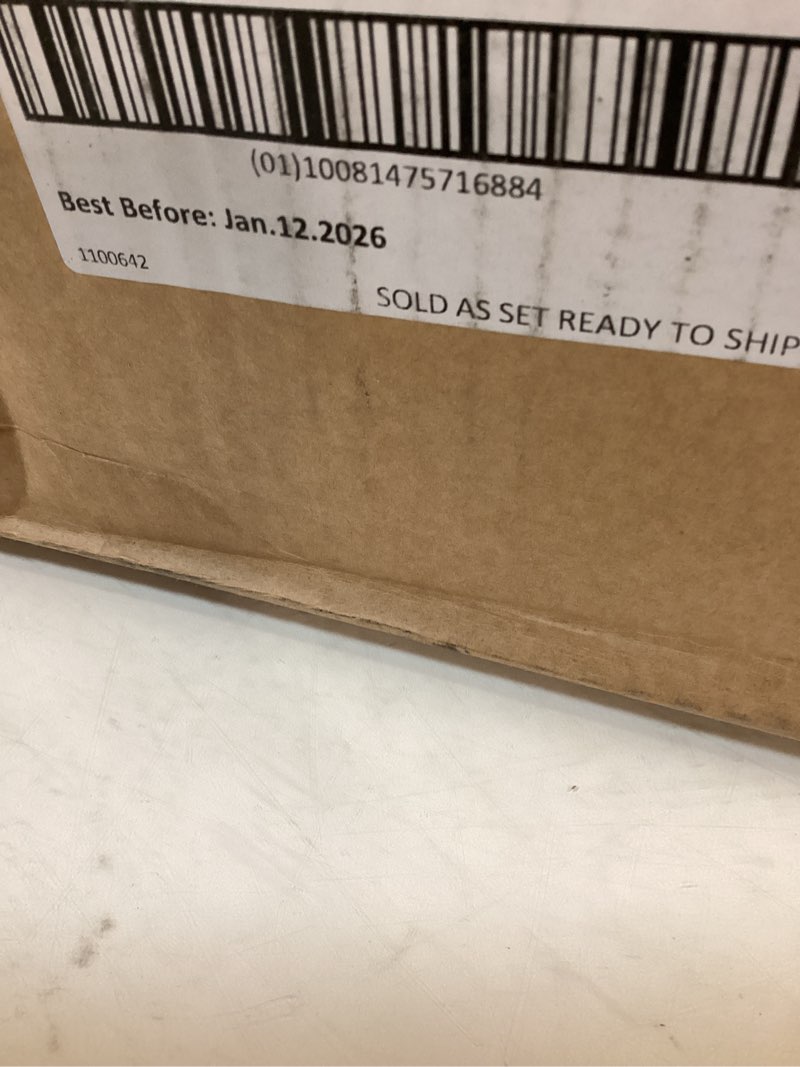 (01)10081475716884
Best Before: Jan.12.2026
1100642
SOLD AS SET READY TO SHIP